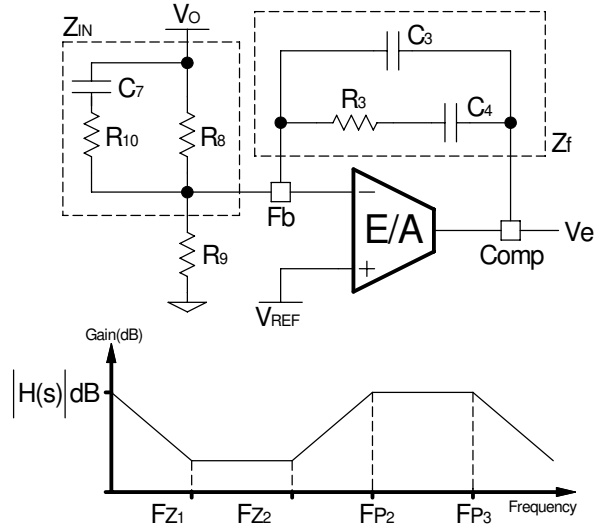 ZIN
VO
C7
R10
R8
R9
C3
R3
C4
Zf
Fb
−
+
E/A
Comp
Ve
VREF
Gain(dB)
|H(s)|dB
FZ1
FZ2
FP2
FP3
Frequency